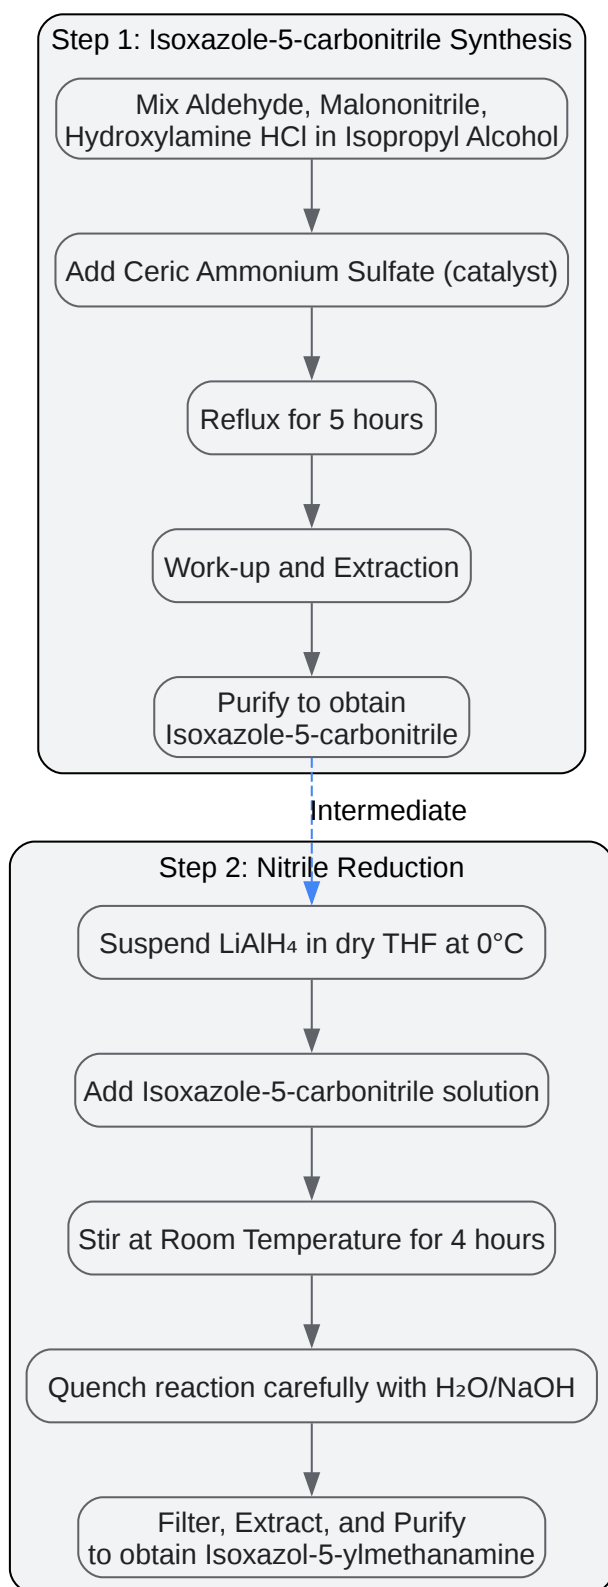 Step 1: Isoxazole-5-carbonitrile Synthesis
Mix Aldehyde, Malononitrile,
Hydroxylamine HCl in Isopropyl Alcohol
Add Ceric Ammonium Sulfate (catalyst)
Reflux for 5 hours
Work-up and Extraction
Purify to obtain
Isoxazole-5-carbonitrile
Intermediate
Step 2: Nitrile Reduction
Suspend LiAlH₄ in dry THF at 0°C
Add Isoxazole-5-carbonitrile solution
Stir at Room Temperature for 4 hours
Quench reaction carefully with H₂O/NaOH
Filter, Extract, and Purify
to obtain Isoxazol-5-ylmethanamine